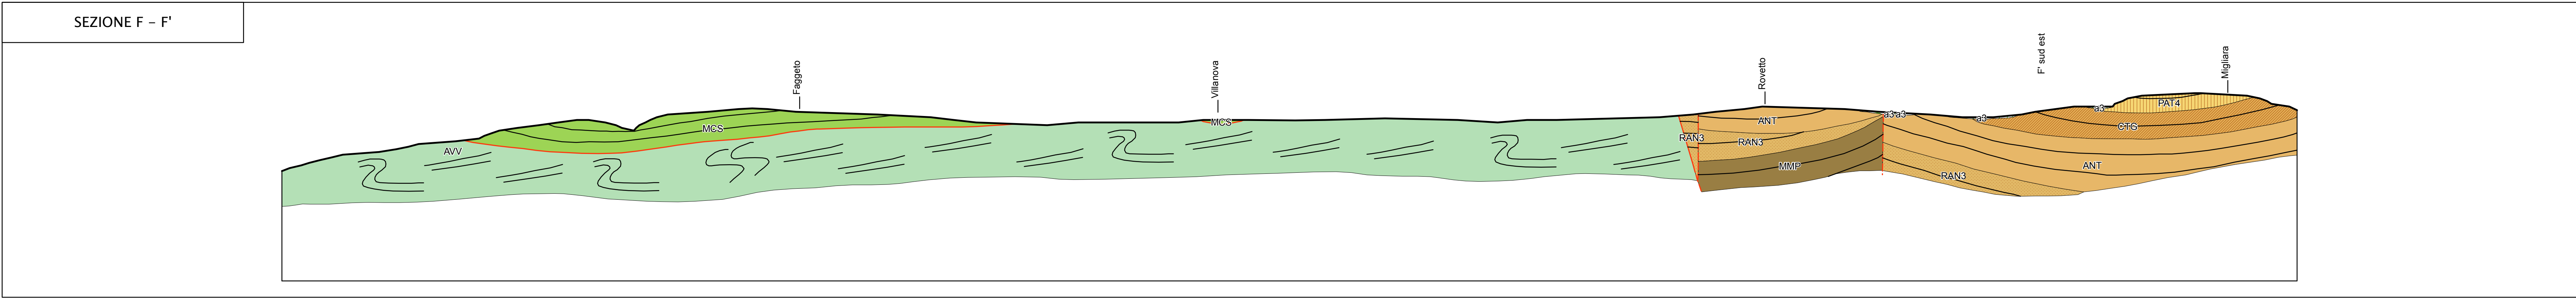 SEZIONE F – F'
Faggeto
Villanova
Rovetto
F' sud est
Migliara
AVV
MCS
MCS
RAN3
ANT
RAN3
MMP
a3
a3
a3
RAN3
a3
PAT4
CTG
ANT